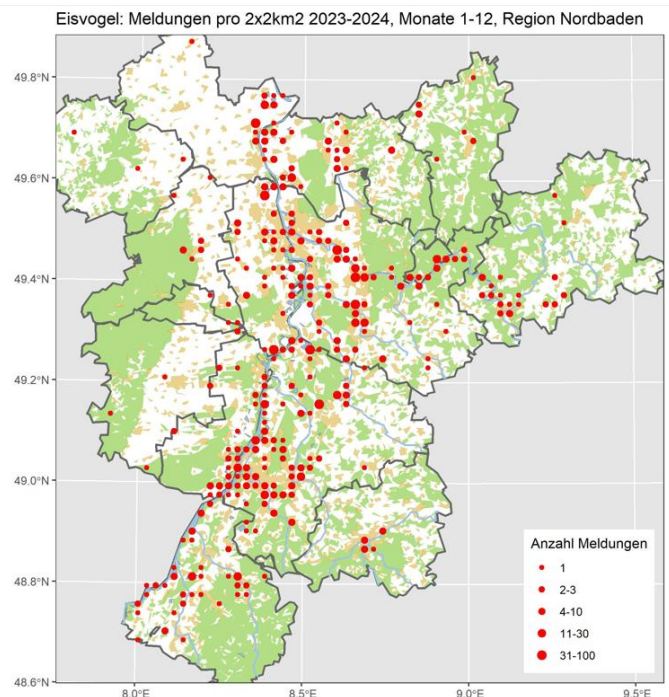 Eisvogel: Meldungen pro 2x2km2 2023-2024, Monate 1-12, Region Nordbaden
49.8°N
49.6°N
49.4°N
49.2°N
49.0°N
48.8°N
48.6°N
8.0°E
8.5°E
9.0°E
9.5°E
Anzahl Meldungen
1
2-3
4-10
11-30
31-100